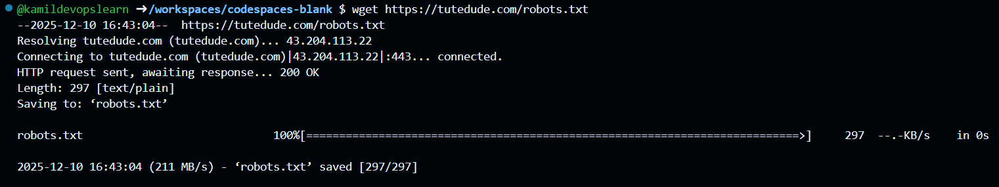 @kamildevopslearn ➜/workspaces/codespaces-blank $ wget https://tutedude.com/robots.txt
--2025-12-10 16:43:04--  https://tutedude.com/robots.txt
Resolving tutedude.com (tutedude.com)... 43.204.113.22
Connecting to tutedude.com (tutedude.com)|43.204.113.22|:443... connected.
HTTP request sent, awaiting response... 200 OK
Length: 297 [text/plain]
Saving to: ‘robots.txt’
robots.txt                             100%[===========================================================================>]     297  --.-KB/s    in 0s
2025-12-10 16:43:04 (211 MB/s) - ‘robots.txt’ saved [297/297]